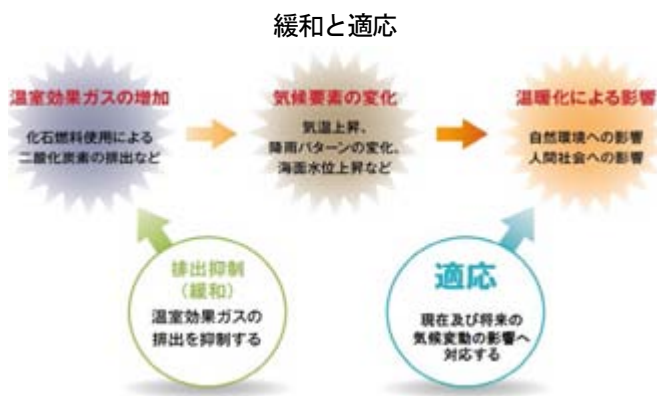 緩和と適応
温室効果ガスの増加
化石燃料使用による
二酸化炭素の排出など
気候要素の変化
気温上昇、
降雨パターンの変化、
海面水位上昇など
温暖化による影響
自然環境への影響
人間社会への影響
排出抑制
（緩和）
温室効果ガスの
排出を抑制する
適応
現在及び将来の
気候変動の影響へ
対応する